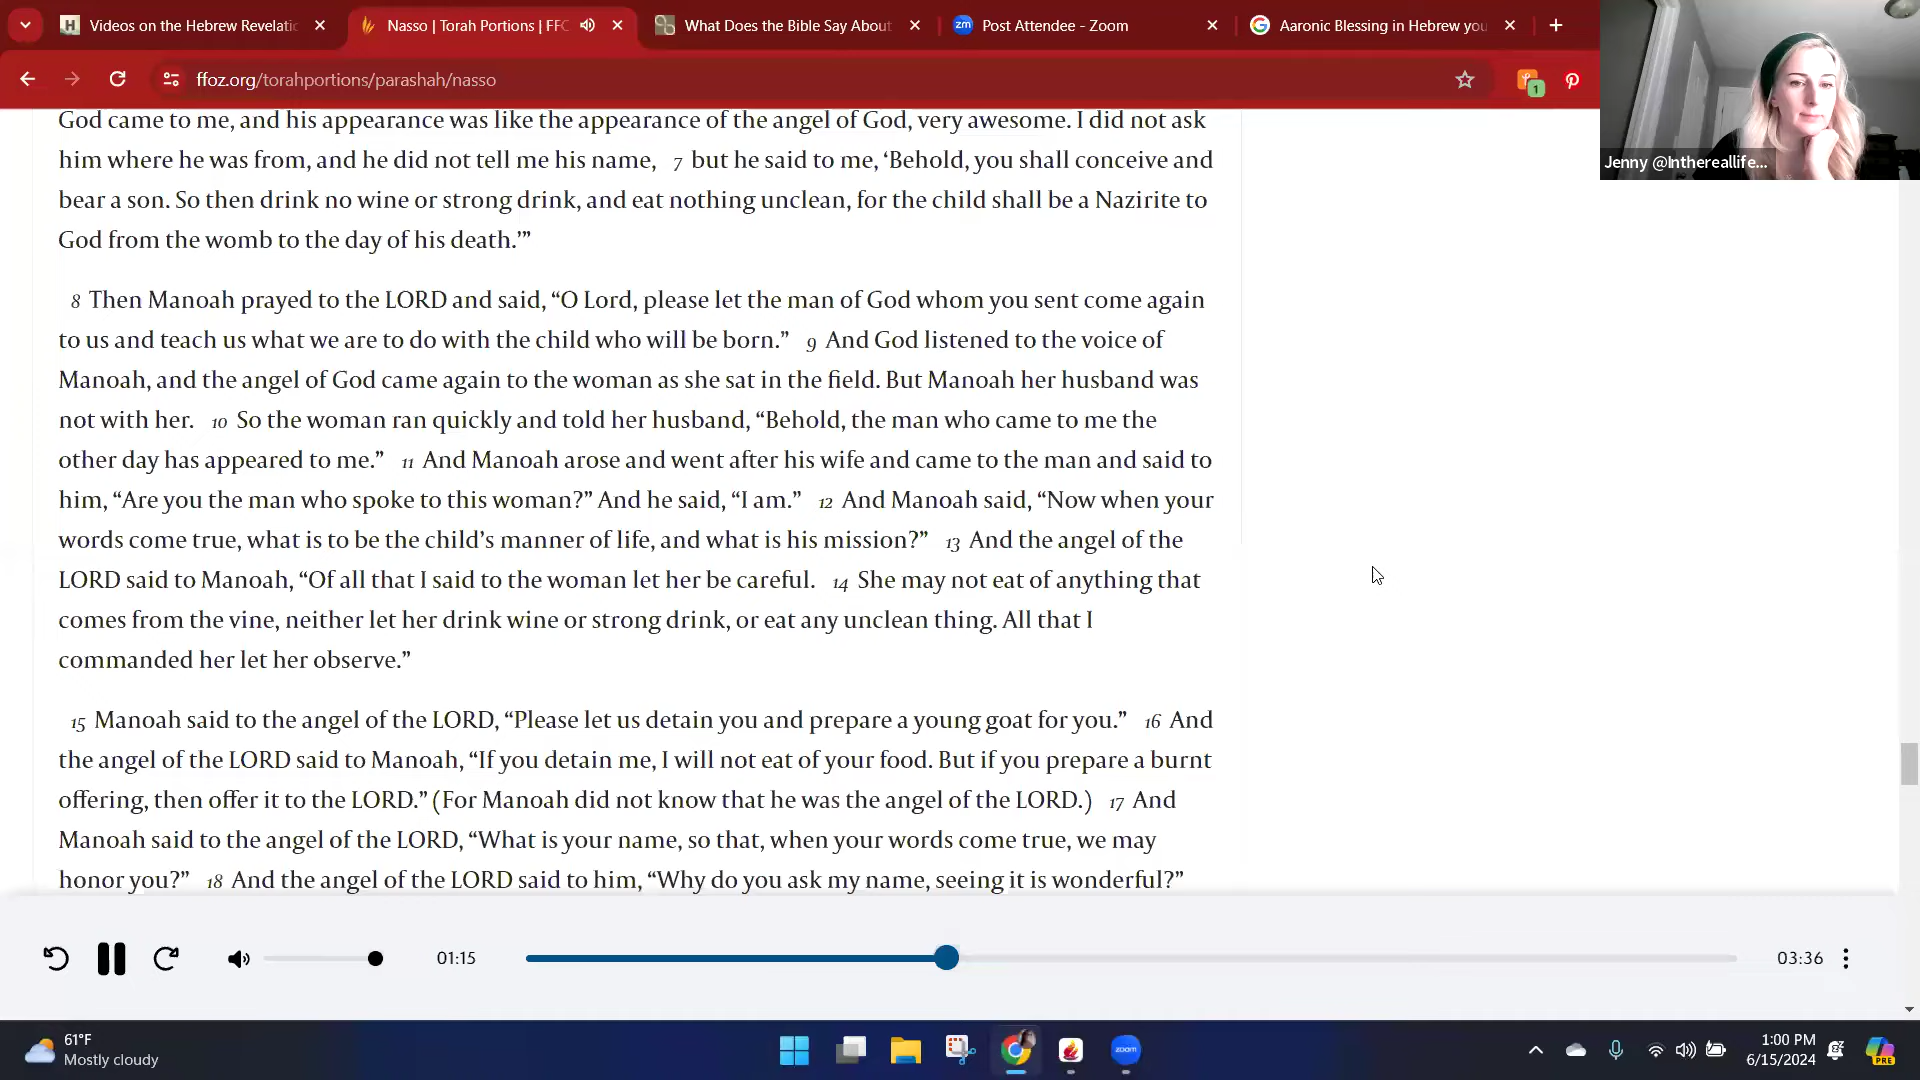 Videos on the Hebrew Revelatic
Nasso | Torah Portions | FFO
What Does the Bible Say About
Post Attendee - Zoom
Aaronic Blessing in Hebrew you
ffoz.org/torahportions/parashah/nasso
1
Jenny @Inthereallife...
God came to me, and his appearance was like the appearance of the angel of God, very awesome. I did not ask
him where he was from, and he did not tell me his name, 7 but he said to me, ‘Behold, you shall conceive and
bear a son. So then drink no wine or strong drink, and eat nothing unclean, for the child shall be a Nazirite to
God from the womb to the day of his death.’”
8 Then Manoah prayed to the LORD and said, “O Lord, please let the man of God whom you sent come again
to us and teach us what we are to do with the child who will be born.” 9 And God listened to the voice of
Manoah, and the angel of God came again to the woman as she sat in the field. But Manoah her husband was
not with her. 10 So the woman ran quickly and told her husband, “Behold, the man who came to me the
other day has appeared to me.” 11 And Manoah arose and went after his wife and came to the man and said to
him, “Are you the man who spoke to this woman?” And he said, “I am.” 12 And Manoah said, “Now when your
words come true, what is to be the child’s manner of life, and what is his mission?” 13 And the angel of the
LORD said to Manoah, “Of all that I said to the woman let her be careful. 14 She may not eat of anything that
comes from the vine, neither let her drink wine or strong drink, or eat any unclean thing. All that I
commanded her let her observe.”
15 Manoah said to the angel of the LORD, “Please let us detain you and prepare a young goat for you.” 16 And
the angel of the LORD said to Manoah, “If you detain me, I will not eat of your food. But if you prepare a burnt
offering, then offer it to the LORD.” (For Manoah did not know that he was the angel of the LORD.) 17 And
Manoah said to the angel of the LORD, “What is your name, so that, when your words come true, we may
honor you?” 18 And the angel of the LORD said to him, “Why do you ask my name, seeing it is wonderful?”
01:15
03:36
61°F
Mostly cloudy
zoom
1:00 PM
6/15/2024
PRE